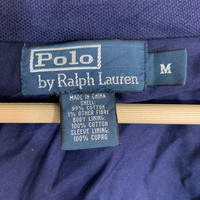 Polo
by Ralph Lauren
M
MADE IN CHINA
SHELL:
99% COTTON
1% OTHER FIBRE
BODY LINING:
100% COTTON
SLEEVE LINING:
100% CUPRO